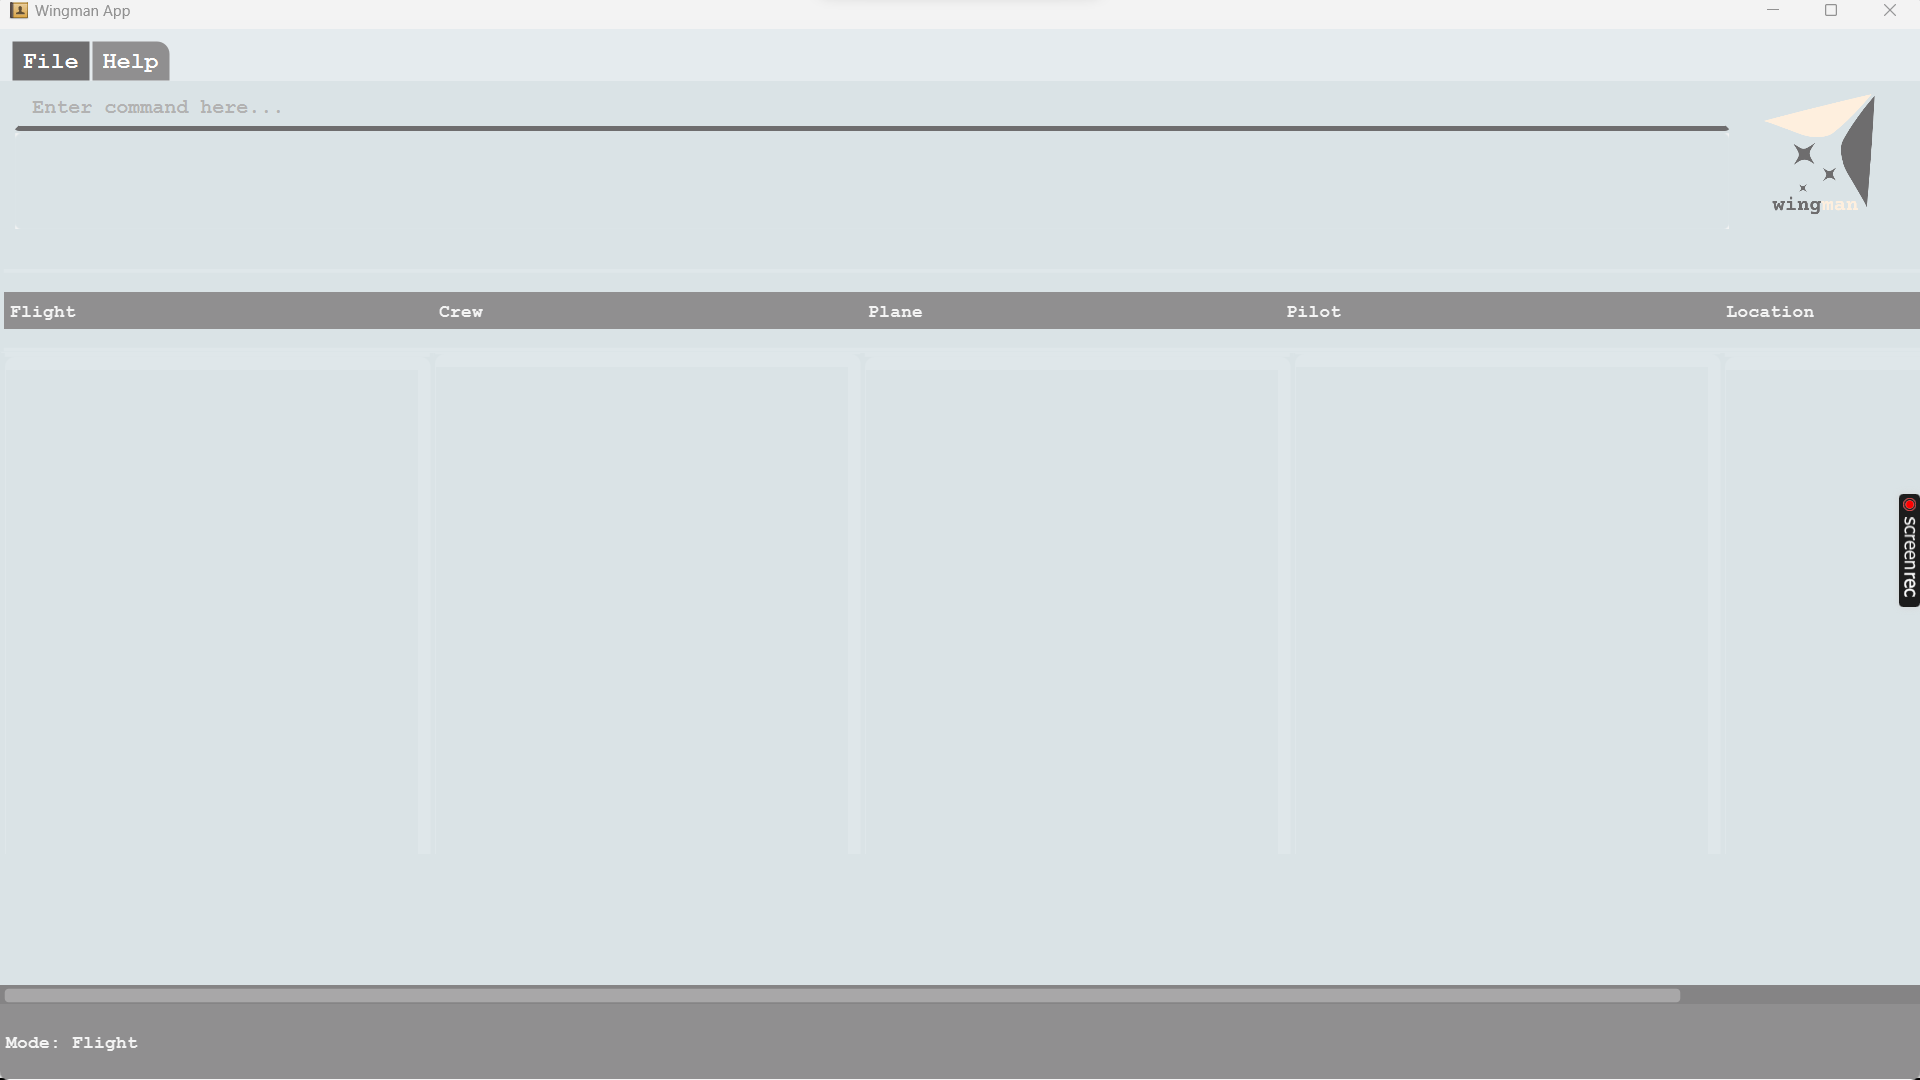 Wingman App
File Help
Enter command here...
wingman
Flight Crew Plane Pilot Location
screenrec
Mode: Flight